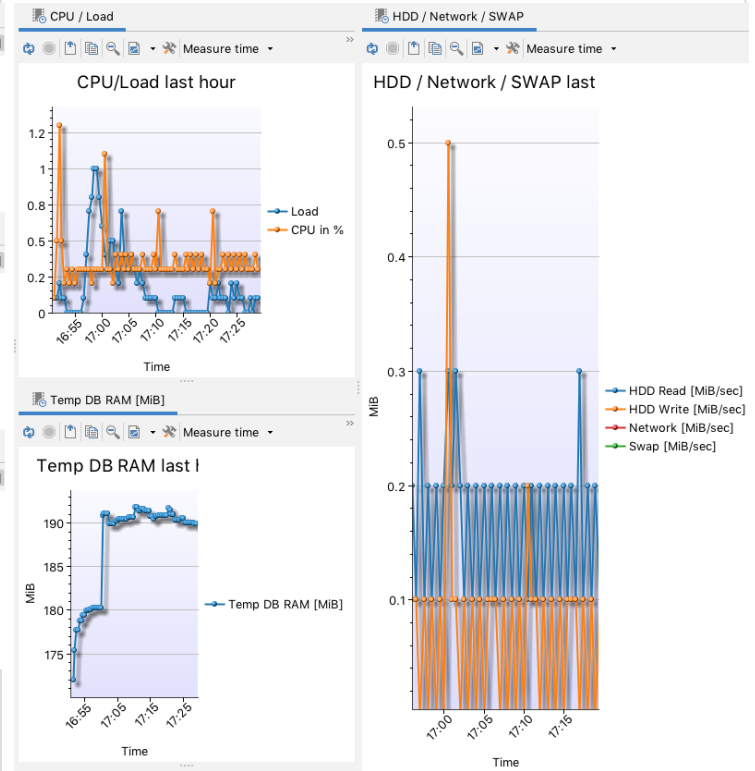 CPU / Load
Measure time
CPU/Load last hour
1.2
1
0.8
0.5
0.2
0
Load
CPU in %
16:55
17:00
17:05
17:10
17:15
17:20
17:25
Time
Temp DB RAM [MiB]
Measure time
Temp DB RAM last h
MiB
190
185
180
175
Temp DB RAM [MiB]
16:55
17:05
17:15
17:25
Time
HDD / Network / SWAP
Measure time
HDD / Network / SWAP last
MiB
0.5
0.4
0.3
0.2
0.1
HDD Read [MiB/sec]
HDD Write [MiB/sec]
Network [MiB/sec]
Swap [MiB/sec]
17:00
17:05
17:10
17:15
Time